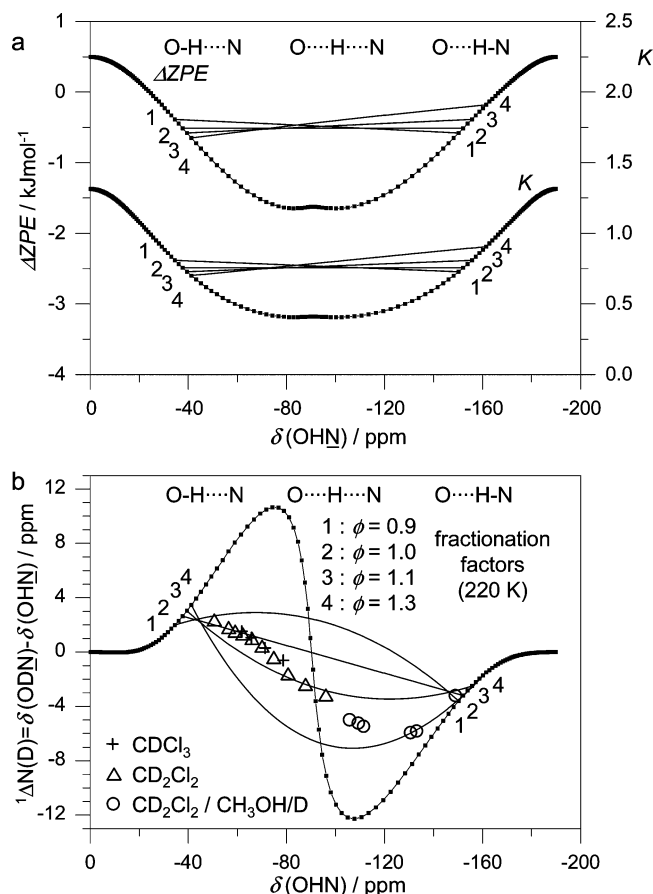 a
O-H····N O····H····N O····H-N
ΔZPE
K
1
2
3
4
4
3
2
1
K
1
2
3
4
4
3
2
1
1
0
-1
-2
-3
-4
ΔZPE / kJmol⁻¹
2.5
2.0
1.5
1.0
0.5
0.0
K
0 -40 -80 -120 -160 -200
δ(OHN) / ppm
b
O-H····N O····H····N O····H-N
1 : ϕ = 0.9
2 : ϕ = 1.0
3 : ϕ = 1.1
4 : ϕ = 1.3
fractionation
factors
(220 K)
4
3
2
1
4
3
2
1
+ CDCl₃
△ CD₂Cl₂
○ CD₂Cl₂ / CH₃OH/D
12
8
4
0
-4
-8
-12
¹ΔN(D)=δ(ODN)-δ(OHN) / ppm
0 -40 -80 -120 -160 -200
δ(OHN) / ppm